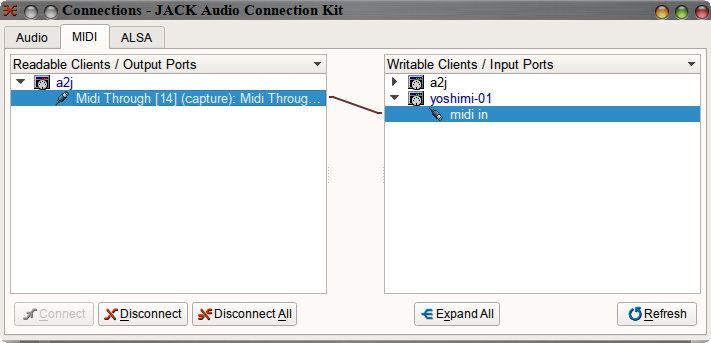 Connections - JACK Audio Connection Kit
Audio MIDI ALSA
Readable Clients / Output Ports Writable Clients / Input Ports
a2j a2j
Midi Through [14] (capture): Midi Throug... yoshimi-01
midi in
Connect Disconnect Disconnect All Expand All Refresh